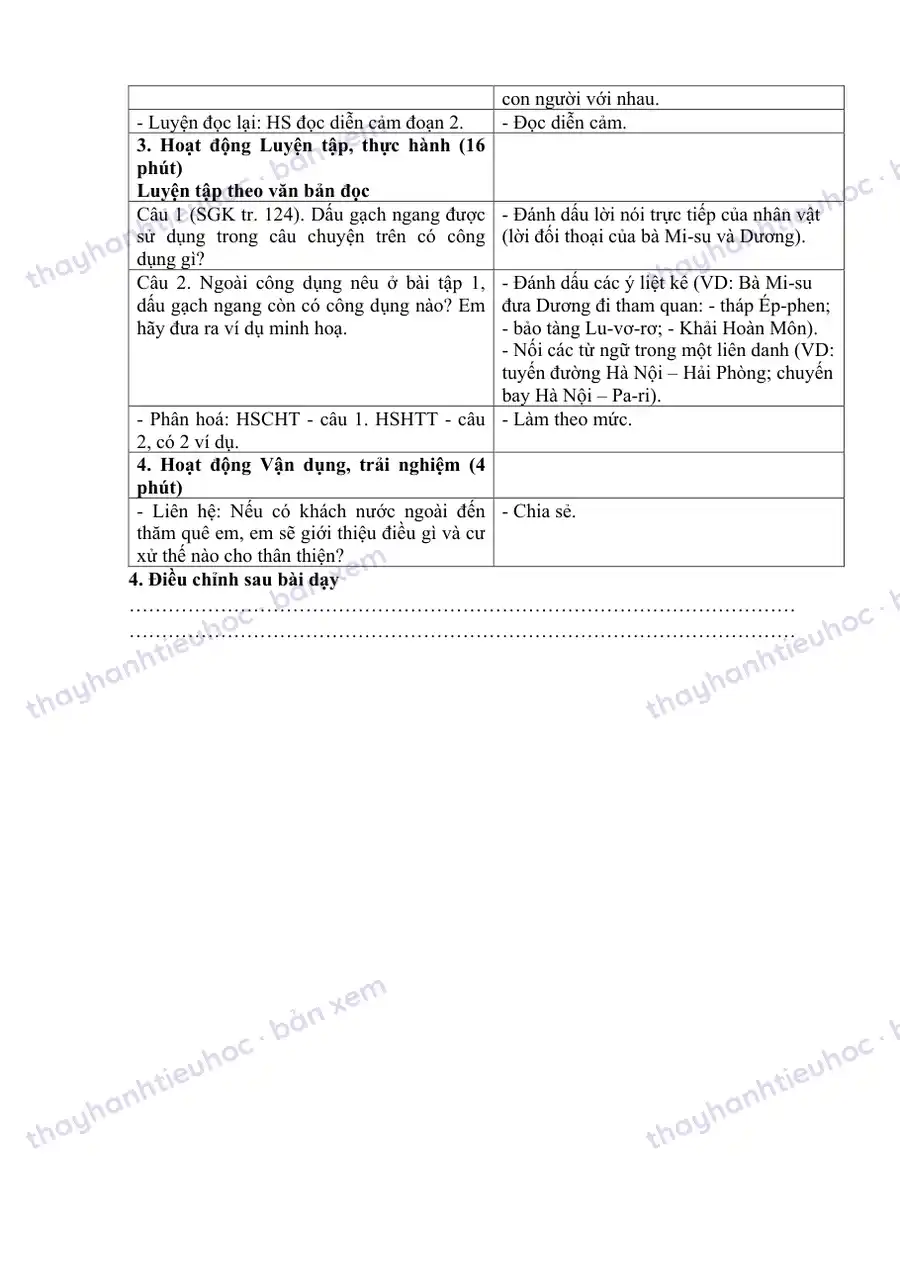 con người với nhau.
- Luyện đọc lại: HS đọc diễn cảm đoạn 2.
- Đọc diễn cảm.
3. Hoạt động Luyện tập, thực hành (16
phút)
Luyện tập theo văn bản đọc
Câu 1 (SGK tr. 124). Dấu gạch ngang được
sử dụng trong câu chuyện trên có công
dụng gì?
- Đánh dấu lời nói trực tiếp của nhân vật
(lời đối thoại của bà Mi-su và Dương).
Câu 2. Ngoài công dụng nêu ở bài tập 1,
dấu gạch ngang còn có công dụng nào? Em
hãy đưa ra ví dụ minh hoạ.
- Đánh dấu các ý liệt kê (VD: Bà Mi-su
đưa Dương đi tham quan: - tháp Ép-phen;
- bảo tàng Lu-vơ-rơ; - Khải Hoàn Môn).
- Nối các từ ngữ trong một liên danh (VD:
tuyến đường Hà Nội – Hải Phòng; chuyến
bay Hà Nội – Pa-ri).
- Phân hoá: HSCHT - câu 1. HSHTT - câu
2, có 2 ví dụ.
- Làm theo mức.
4. Hoạt động Vận dụng, trải nghiệm (4
phút)
- Liên hệ: Nếu có khách nước ngoài đến
thăm quê em, em sẽ giới thiệu điều gì và cư
xử thế nào cho thân thiện?
- Chia sẻ.
4. Điều chỉnh sau bài dạy
……………………………………………………………………………………………
……………………………………………………………………………………………
thayhanhtieuhoc · bản xem
thayhanhtieuhoc · b
thayhanhtieuhoc · bản xem
thayhanhtieuhoc · b
thayhanhtieuhoc · bản xem
thayhanhtieuhoc · b